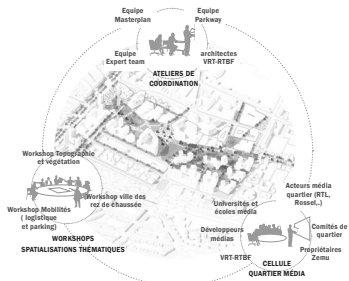 Equipe
Masterplan
Equipe
Parkway
Equipe
Expert team
architectes
VRT-RTBF
ATELIERS DE
COORDINATION
Workshop Topographie
et végétation
Workshop ville des
rez de chaussée
Workshop Mobilités
( logistique
et parking)
WORKSHOPS
SPATIALISATIONS THÉMATIQUES
Acteurs média
quartier (RTL,
Rossel,.)
Universités et
écoles média
Développeurs
médias
Comités de
quartier
VRT-RTBF
Propriétaires
Zemu
CELLULE
QUARTIER MÉDIA